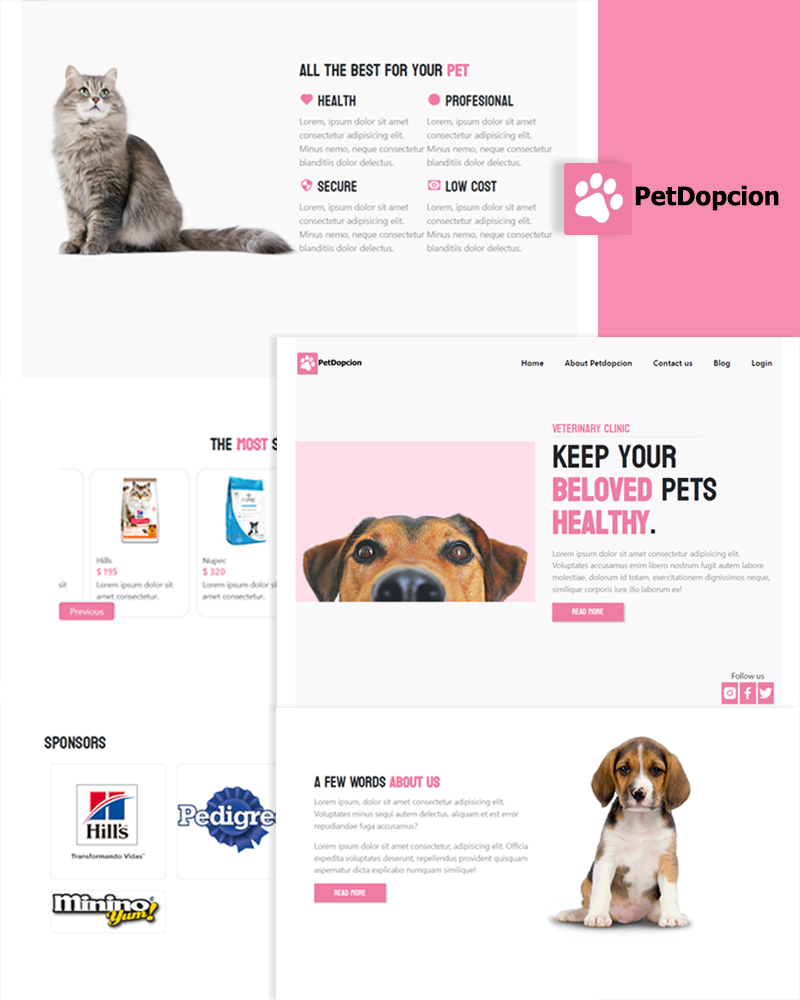 ALL THE BEST FOR YOUR PET
HEALTH
Lorem, ipsum dolor sit amet
consectetur adipisicing elit.
Minus nemo, neque consectetur
blanditiis dolor delectus.
PROFESIONAL
Lorem, ipsum dolor sit amet
consectetur adipisicing elit.
Minus nemo, neque consectetur
blanditiis dolor delectus.
SECURE
Lorem, ipsum dolor sit amet
consectetur adipisicing elit.
Minus nemo, neque consectetur
blanditiis dolor delectus.
LOW COST
Lorem, ipsum dolor sit amet
consectetur adipisicing elit.
Minus nemo, neque consectetur
blanditiis dolor delectus.
PetDopcion
PetDopcion
Home About Petdopcion Contact us Blog Login
VETERINARY CLINIC
KEEP YOUR
BELOVED PETS
HEALTHY.
Lorem ipsum dolor sit amet consectetur adipisicing elit.
Voluptates accusamus enim libero nostrum fugit autem labore
molestiae, dolorum id totam, exercitationem dignissimos neque,
similique corporis iure illo laborum ex!
READ MORE
Follow us
THE MOST S
sit
Hills
$ 195
Lorem ipsum dolor sit
amet consectetur.
Nupec
$ 320
Lorem ipsum dolor sit
amet consectetur.
Previous
SPONSORS
HILL'S
Transformando Vidas
Pedigre
Minino
Yum!
A FEW WORDS ABOUT US
Lorem ipsum, dolor sit amet consectetur adipisicing elit.
Voluptates minus sequi autem delectus, aliquam et est error
repudiandae fuga accusamus?
Lorem ipsum dolor sit amet consectetur, adipisicing elit. Officia
expedita voluptates deserunt, repellendus provident quisquam
aspernatur dicta explicabo numquam similique!
READ MORE